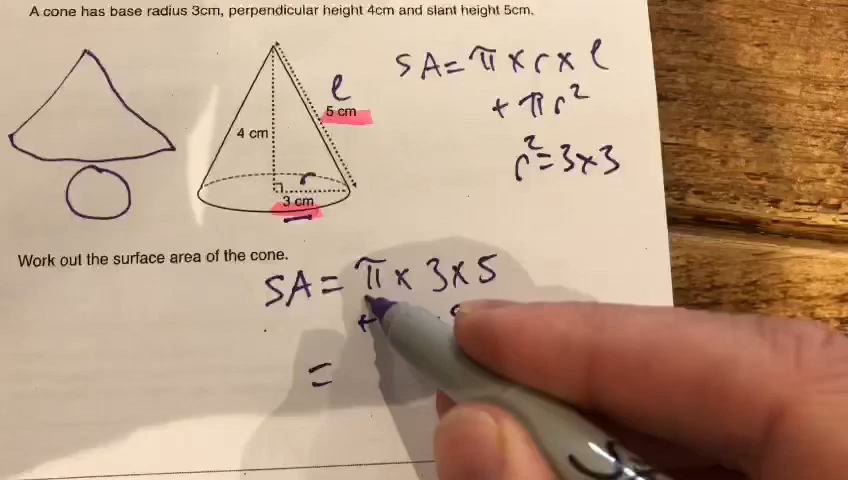 A cone has base radius 3cm, perpendicular height 4cm and slant height 5cm.
SA = π × r × l
+ π r²
r² = 3×3
l
5 cm
4 cm
r
3 cm
Work out the surface area of the cone.
SA = π × 3 × 5
+
=